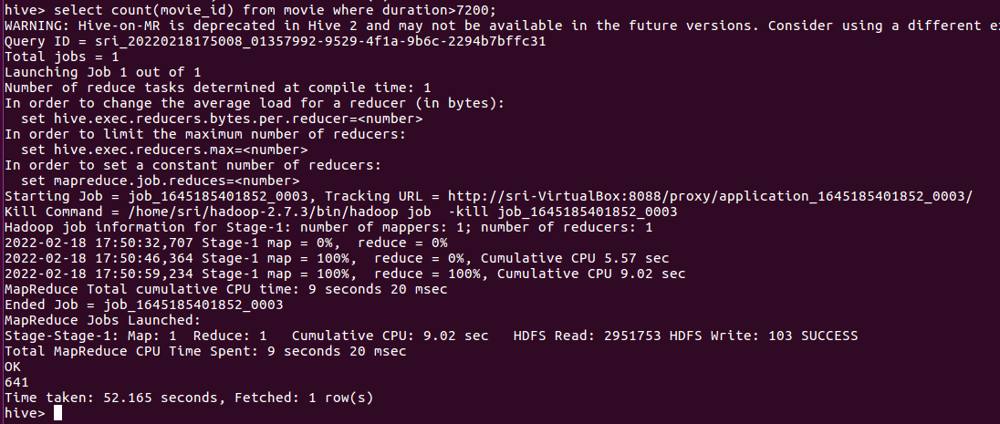 hive> select count(movie_id) from movie where duration>7200;
WARNING: Hive-on-MR is deprecated in Hive 2 and may not be available in the future versions. Consider using a different e
Query ID = sri_20220218175008_01357992-9529-4f1a-9b6c-2294b7bffc31
Total jobs = 1
Launching Job 1 out of 1
Number of reduce tasks determined at compile time: 1
In order to change the average load for a reducer (in bytes):
  set hive.exec.reducers.bytes.per.reducer=<number>
In order to limit the maximum number of reducers:
  set hive.exec.reducers.max=<number>
In order to set a constant number of reducers:
  set mapreduce.job.reduces=<number>
Starting Job = job_1645185401852_0003, Tracking URL = http://sri-VirtualBox:8088/proxy/application_1645185401852_0003/
Kill Command = /home/sri/hadoop-2.7.3/bin/hadoop job  -kill job_1645185401852_0003
Hadoop job information for Stage-1: number of mappers: 1; number of reducers: 1
2022-02-18 17:50:32,707 Stage-1 map = 0%,  reduce = 0%
2022-02-18 17:50:46,364 Stage-1 map = 100%,  reduce = 0%, Cumulative CPU 5.57 sec
2022-02-18 17:50:59,234 Stage-1 map = 100%,  reduce = 100%, Cumulative CPU 9.02 sec
MapReduce Total cumulative CPU time: 9 seconds 20 msec
Ended Job = job_1645185401852_0003
MapReduce Jobs Launched:
Stage-Stage-1: Map: 1  Reduce: 1   Cumulative CPU: 9.02 sec   HDFS Read: 2951753 HDFS Write: 103 SUCCESS
Total MapReduce CPU Time Spent: 9 seconds 20 msec
OK
641
Time taken: 52.165 seconds, Fetched: 1 row(s)
hive>